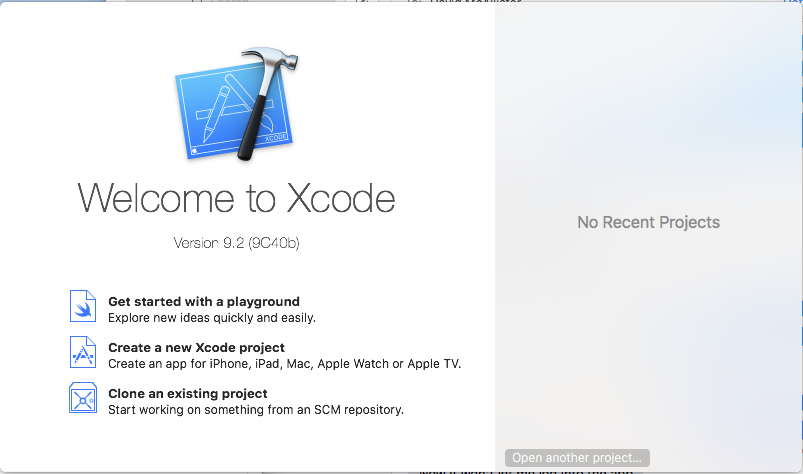 XCODE
Welcome to Xcode
Version 9.2 (9C40b)
Get started with a playground
Explore new ideas quickly and easily.
Create a new Xcode project
Create an app for iPhone, iPad, Mac, Apple Watch or Apple TV.
Clone an existing project
Start working on something from an SCM repository.
No Recent Projects
Open another project...